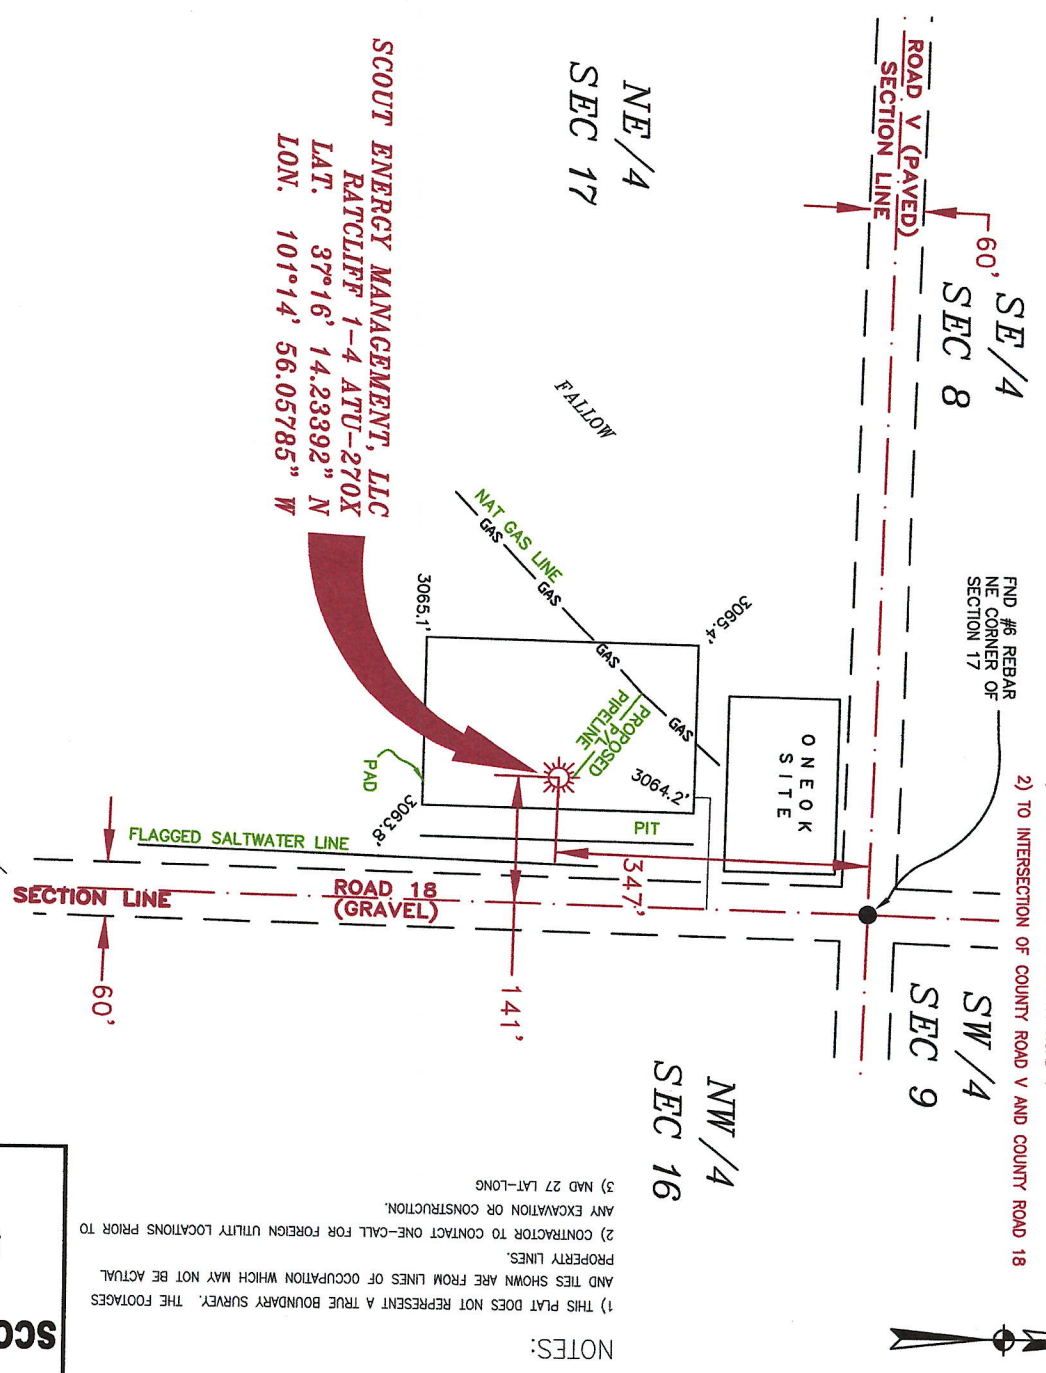 ROAD V (PAVED)
SECTION LINE
60'
SE/4
SEC 8
NE/4
SEC 17
FND #6 REBAR
NE CORNER OF
SECTION 17
2) TO INTERSECTION OF COUNTY ROAD V AND COUNTY ROAD 18
SW/4
SEC 9
FALLOW
SCOUT ENERGY MANAGEMENT, LLC
RATCLIFF 1-4 ATU-270X
LAT. 37°16' 14.23392" N
LON. 101°14' 56.05785" W
NAT GAS LINE
GAS
GAS
GAS
GAS
3065.4'
3065.1'
PROPOSED
P/L
PIPELINE
3064.2'
3063.8'
PAD
ONEOK
SITE
PIT
FLAGGED SALTWATER LINE
347'
ROAD 18
(GRAVEL)
SECTION LINE
141'
60'
NW/4
SEC 16
NOTES:
1) THIS PLAT DOES NOT REPRESENT A TRUE BOUNDARY SURVEY. THE FOOTAGES
AND TIES SHOWN ARE FROM LINES OF OCCUPATION WHICH MAY NOT BE ACTUAL
PROPERTY LINES.
2) CONTRACTOR TO CONTACT ONE-CALL FOR FOREIGN UTILITY LOCATIONS PRIOR TO
ANY EXCAVATION OR CONSTRUCTION.
3) NAD 27 LAT-LONG
SCO